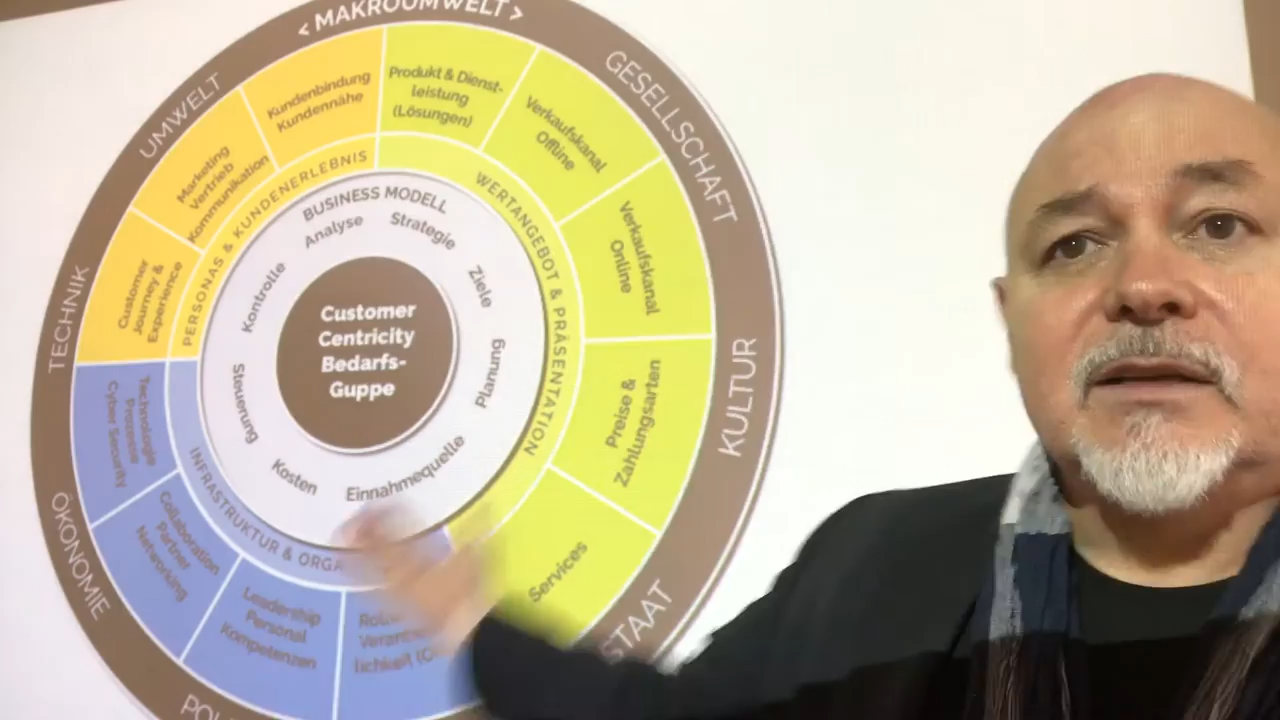 < MAKROUMWELT >
UMWELT
GESELLSCHAFT
KULTUR
STAAT
ÖKONOMIE
TECHNIK
Kundenbindung
Kundennähe
Produkt & Dienst-
leistung
(Lösungen)
Verkaufskanal
Offline
Verkaufskanal
Online
Preise &
Zahlungsarten
Services
Leadership
Personal
Kompetenzen
Collaboration
Partner
Networking
Technologie
Prozesse
Cyber Security
Customer
Journey &
Experience
Marketing
Vertrieb
Kommunikation
PERSONAS & KUNDENERLEBNIS
WERTANGEBOT & PRÄSENTATION
INFRASTRUKTUR & ORGA
BUSINESS MODELL
Analyse
Strategie
Ziele
Planung
Einnahmequelle
Kosten
Steuerung
Kontrolle
Customer
Centricity
Bedarfs-
Guppe